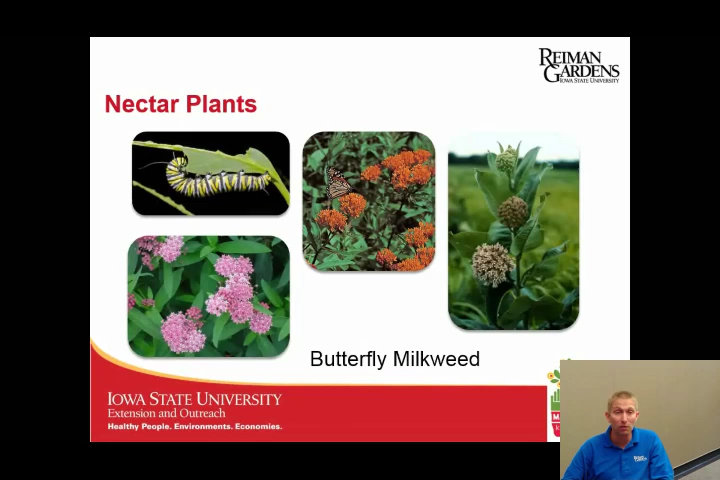 REIMAN
GARDENS
IOWA STATE UNIVERSITY
Nectar Plants
Butterfly Milkweed
IOWA STATE UNIVERSITY
Extension and Outreach
Healthy People. Environments. Economies.